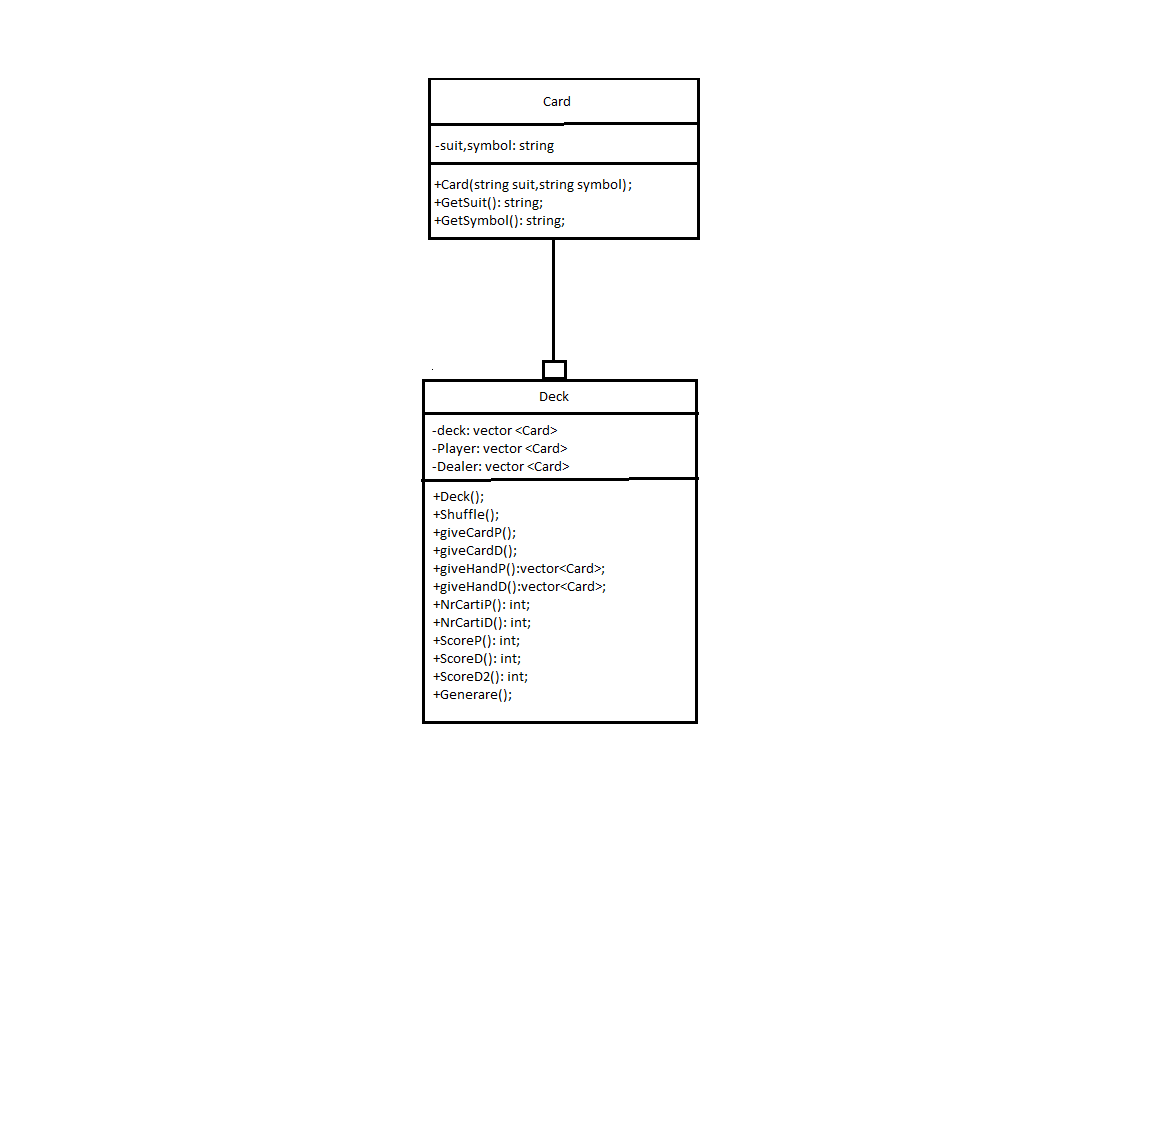 Card
-suit,symbol: string
+Card(string suit,string symbol);
+GetSuit(): string;
+GetSymbol(): string;
Deck
-deck: vector <Card>
-Player: vector <Card>
-Dealer: vector <Card>
+Deck();
+Shuffle();
+giveCardP();
+giveCardD();
+giveHandP():vector<Card>;
+giveHandD():vector<Card>;
+NrCartiP(): int;
+NrCartiD(): int;
+ScoreP(): int;
+ScoreD(): int;
+ScoreD2(): int;
+Generare();